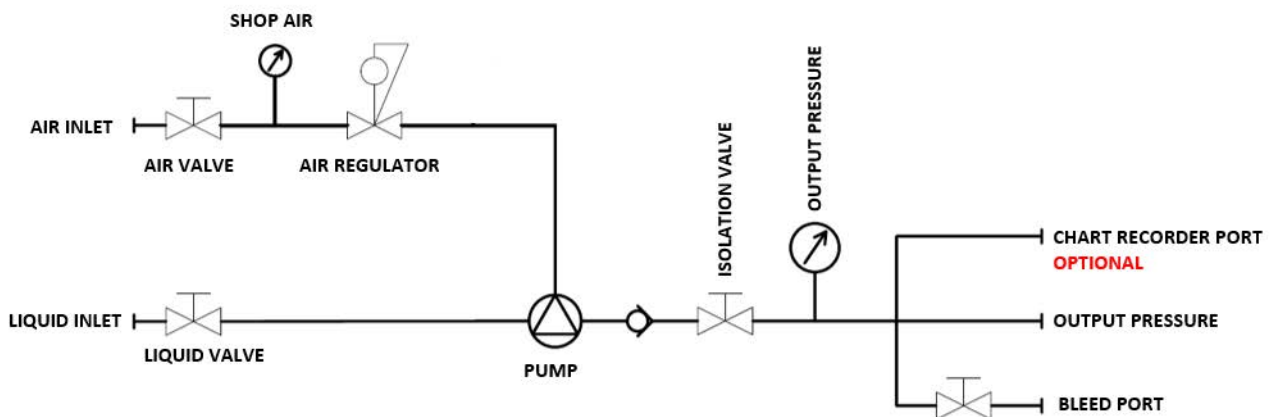 SHOP AIR
AIR INLET
AIR VALVE
AIR REGULATOR
OUTPUT PRESSURE
ISOLATION VALVE
CHART RECORDER PORT
OPTIONAL
LIQUID INLET
OUTPUT PRESSURE
LIQUID VALVE
PUMP
BLEED PORT